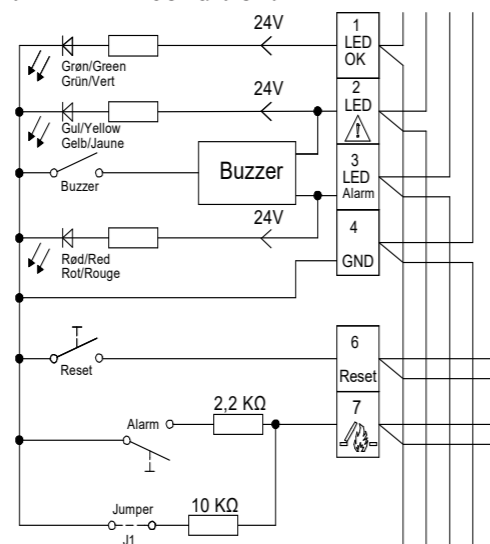 24V
1
LED
OK
Grøn/Green
Grün/Vert
24V
2
LED
Gul/Yellow
Gelb/Jaune
Buzzer
Buzzer
3
LED
Alarm
24V
4
GND
Rød/Red
Rot/Rouge
6
Reset
Reset
7
2,2 KΩ
Alarm
Jumper
10 KΩ
J1